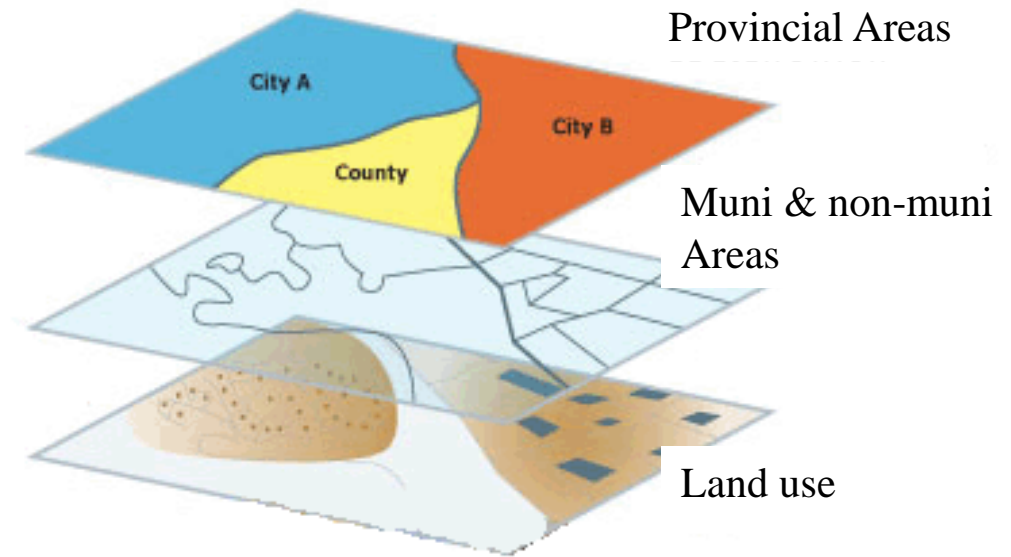 Provincial Areas
City A
City B
County
Muni & non-muni
Areas
Land use